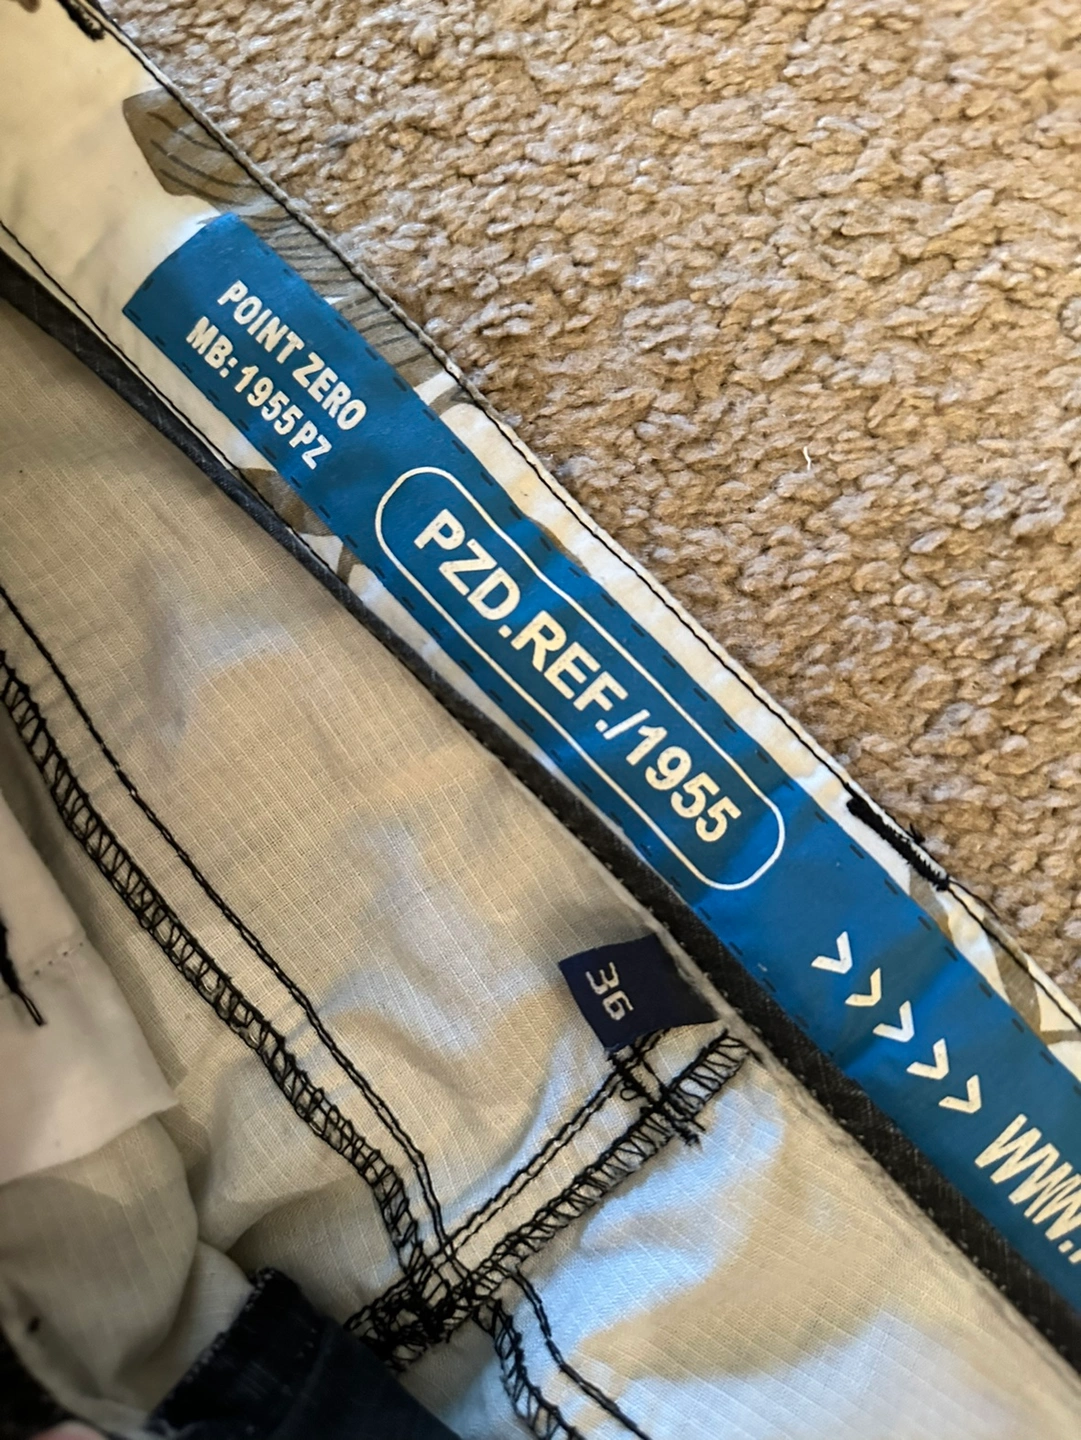 POINT ZERO
MB: 1955 PZ
PZD.REF./1955
>>>>>
WWW.
36